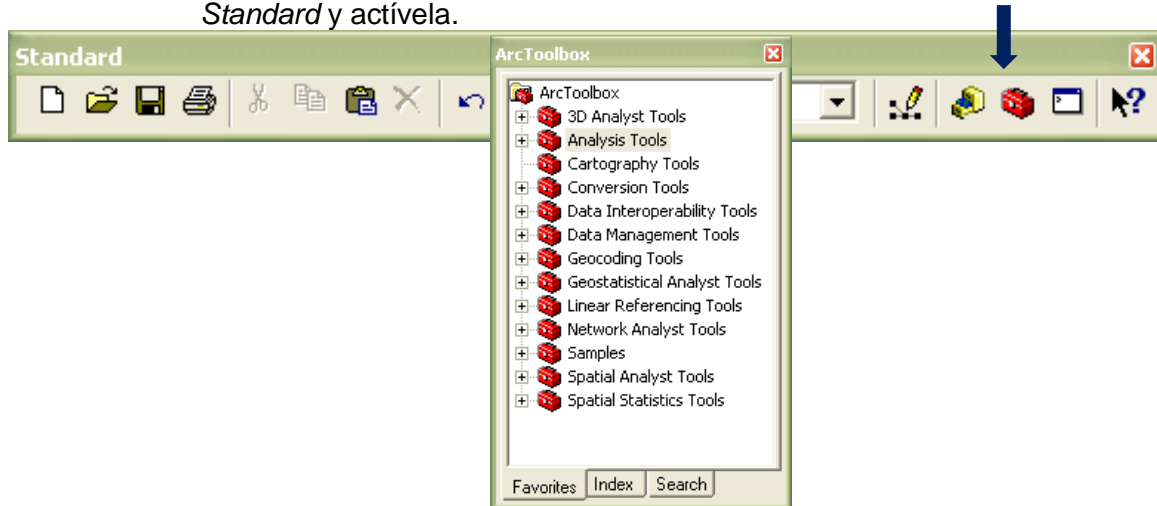 Standard y actívela.
Standard
ArcToolbox
ArcToolbox
3D Analyst Tools
Analysis Tools
Cartography Tools
Conversion Tools
Data Interoperability Tools
Data Management Tools
Geocoding Tools
Geostatistical Analyst Tools
Linear Referencing Tools
Network Analyst Tools
Samples
Spatial Analyst Tools
Spatial Statistics Tools
Favorites Index Search